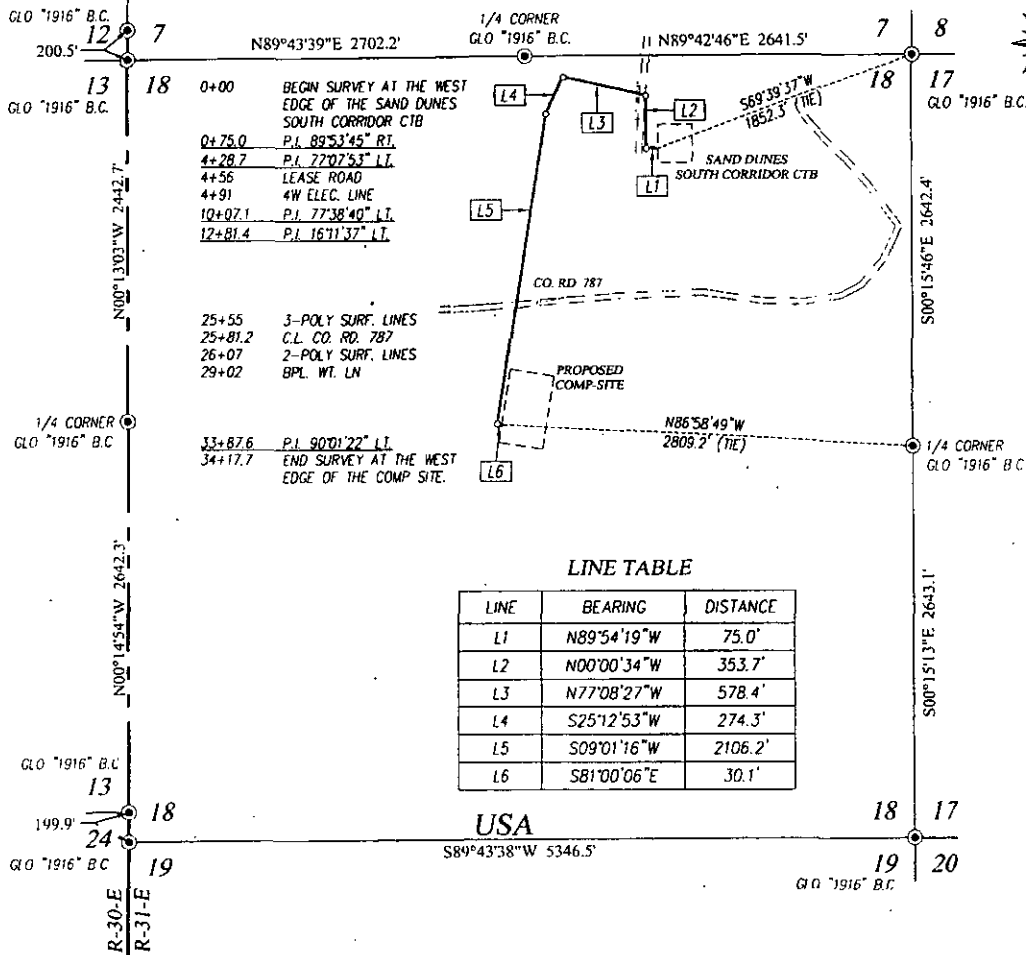 GLO "1916" B.C.
12
7
200.5'
13
18
GLO "1916" B.C.
N89°43'39"E 2702.2'
1/4 CORNER
GLO "1916" B.C.
N89°42'46"E 2641.5'
7
8
18
17
GLO "1916" B.C.
0+00 BEGIN SURVEY AT THE WEST
EDGE OF THE SAND DUNES
SOUTH CORRIDOR CTB
0+75.0 P.I. 89°53'45" RT.
4+28.7 P.I. 77°07'53" LT.
4+56 LEASE ROAD
4+91 4W ELEC. LINE
10+07.1 P.I. 77°38'40" LT.
12+81.4 P.I. 16°11'37" LT.
25+55 3-POLY SURF. LINES
25+81.2 C.L. CO. RD. 787
26+07 2-POLY SURF. LINES
29+02 BPL. WT. LN
33+87.6 P.I. 90°01'22" LT.
34+17.7 END SURVEY AT THE WEST
EDGE OF THE COMP SITE.
L4
L3
L2
L1
L5
L6
S69°39'37"W
1852.3' (TIE)
SAND DUNES
SOUTH CORRIDOR CTB
CO. RD 787
PROPOSED
COMP-SITE
N86°58'49"W
2809.2' (TIE)
N00°13'03"W 2442.7'
S00°15'46"E 2642.4'
1/4 CORNER
GLO "1916" B.C
1/4 CORNER
GLO "1916" B C
N00°14'54"W 2642.3'
S00°15'13"E 2643.1'
LINE TABLE
LINE BEARING DISTANCE
L1 N89°54'19"W 75.0'
L2 N00°00'34"W 353.7'
L3 N77°08'27"W 578.4'
L4 S25°12'53"W 274.3'
L5 S09°01'16"W 2106.2'
L6 S81°00'06"E 30.1'
GLO "1916" B.C
13
18
199.9'
24
19
GLO "1916" B C
USA
S89°43'38"W 5346.5'
18
17
19
20
GLO "1916" B.C
R-30-E
R-31-E